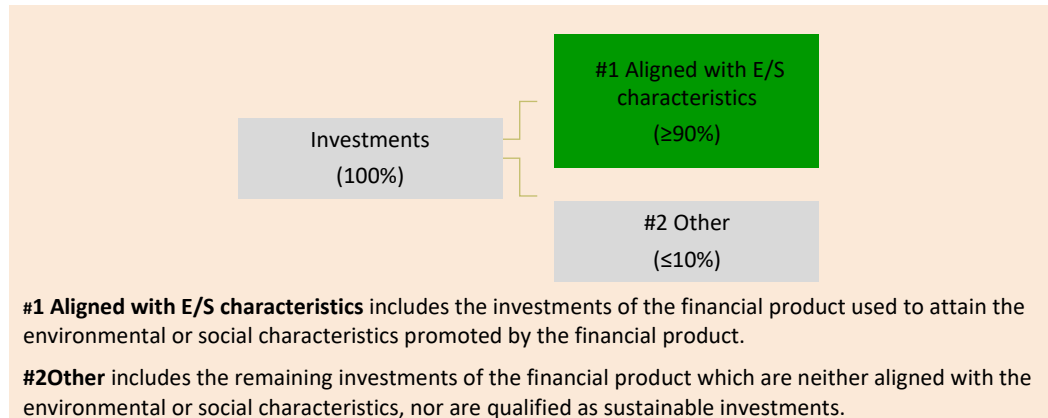 #1 Aligned with E/S
characteristics
(≥90%)
Investments
(100%)
#2 Other
(≤10%)
#1 Aligned with E/S characteristics includes the investments of the financial product used to attain the
environmental or social characteristics promoted by the financial product.
#2Other includes the remaining investments of the financial product which are neither aligned with the
environmental or social characteristics, nor are qualified as sustainable investments.